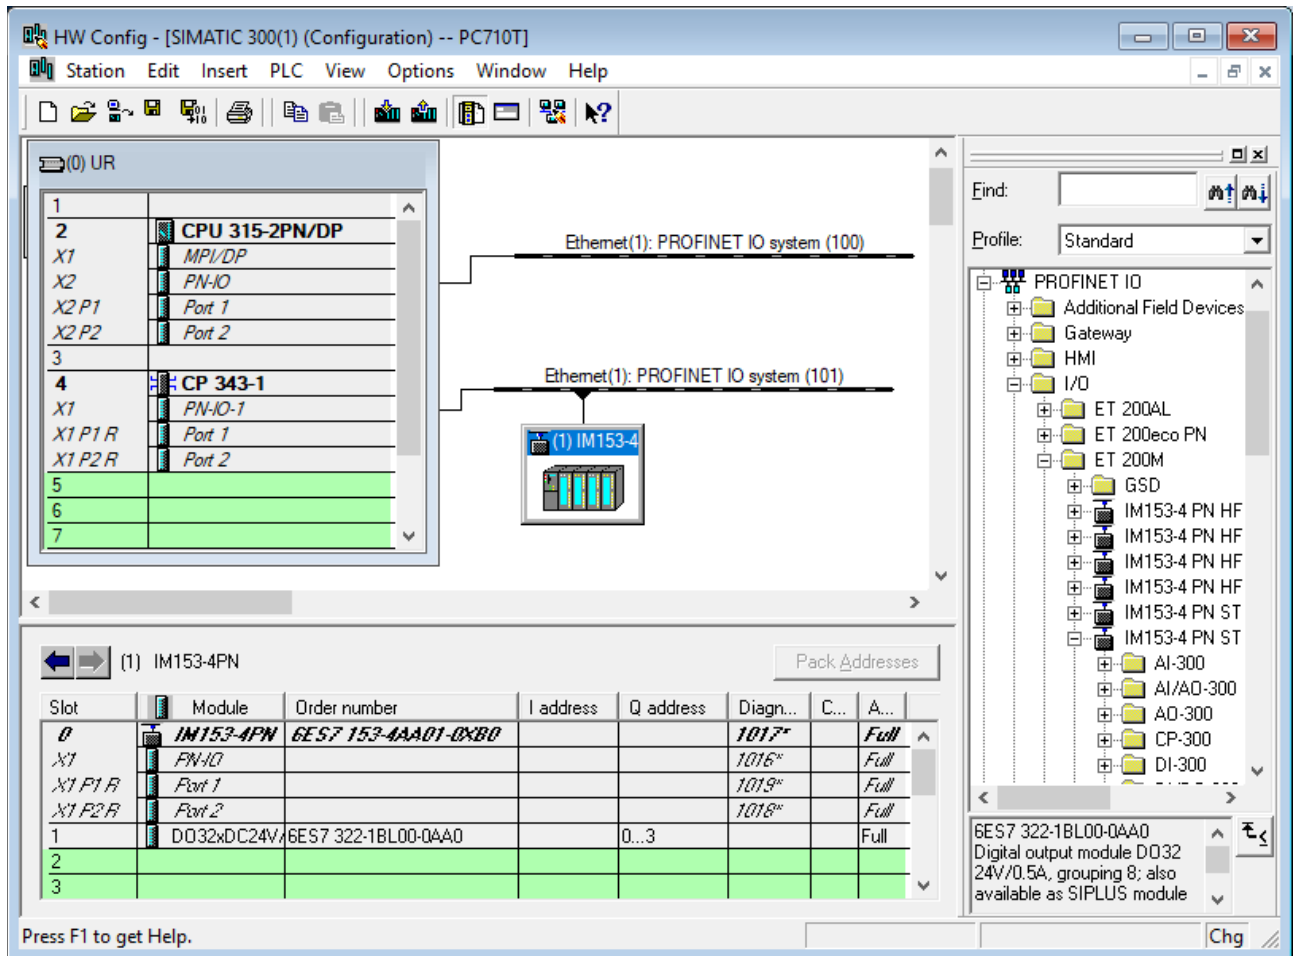 HW Config - [SIMATIC 300(1) (Configuration) -- PC710T]
Station Edit Insert PLC View Options Window Help
(0) UR
1
2 CPU 315-2PN/DP
X1 MPI/DP
X2 PN-IO
X2 P1 Port 1
X2 P2 Port 2
3
4 CP 343-1
X1 PN-IO-1
X1 P1 R Port 1
X1 P2 R Port 2
5
6
7
Ethernet(1): PROFINET IO system (100)
Ethernet(1): PROFINET IO system (101)
(1) IM153-4
Find:
Profile: Standard
PROFINET IO
Additional Field Devices
Gateway
HMI
I/O
ET 200AL
ET 200eco PN
ET 200M
GSD
IM153-4 PN HF
IM153-4 PN HF
IM153-4 PN HF
IM153-4 PN HF
IM153-4 PN ST
IM153-4 PN ST
AI-300
AI/AO-300
AO-300
CP-300
DI-300
6ES7 322-1BL00-0AA0
Digital output module DO32
24V/0.5A, grouping 8; also
available as SIPLUS module
(1) IM153-4PN
Pack Addresses
Slot Module Order number I address Q address Diagn... C... A...
0 IM153-4PN 6ES7 153-4AA01-0XB0 1017* Full
X1 PN-IO 1016* Full
X1 P1 R Port 1 1019* Full
X1 P2 R Port 2 1018* Full
1 DO32xDC24V/ 6ES7 322-1BL00-0AA0 0...3 Full
2
3
Press F1 to get Help.
Chg